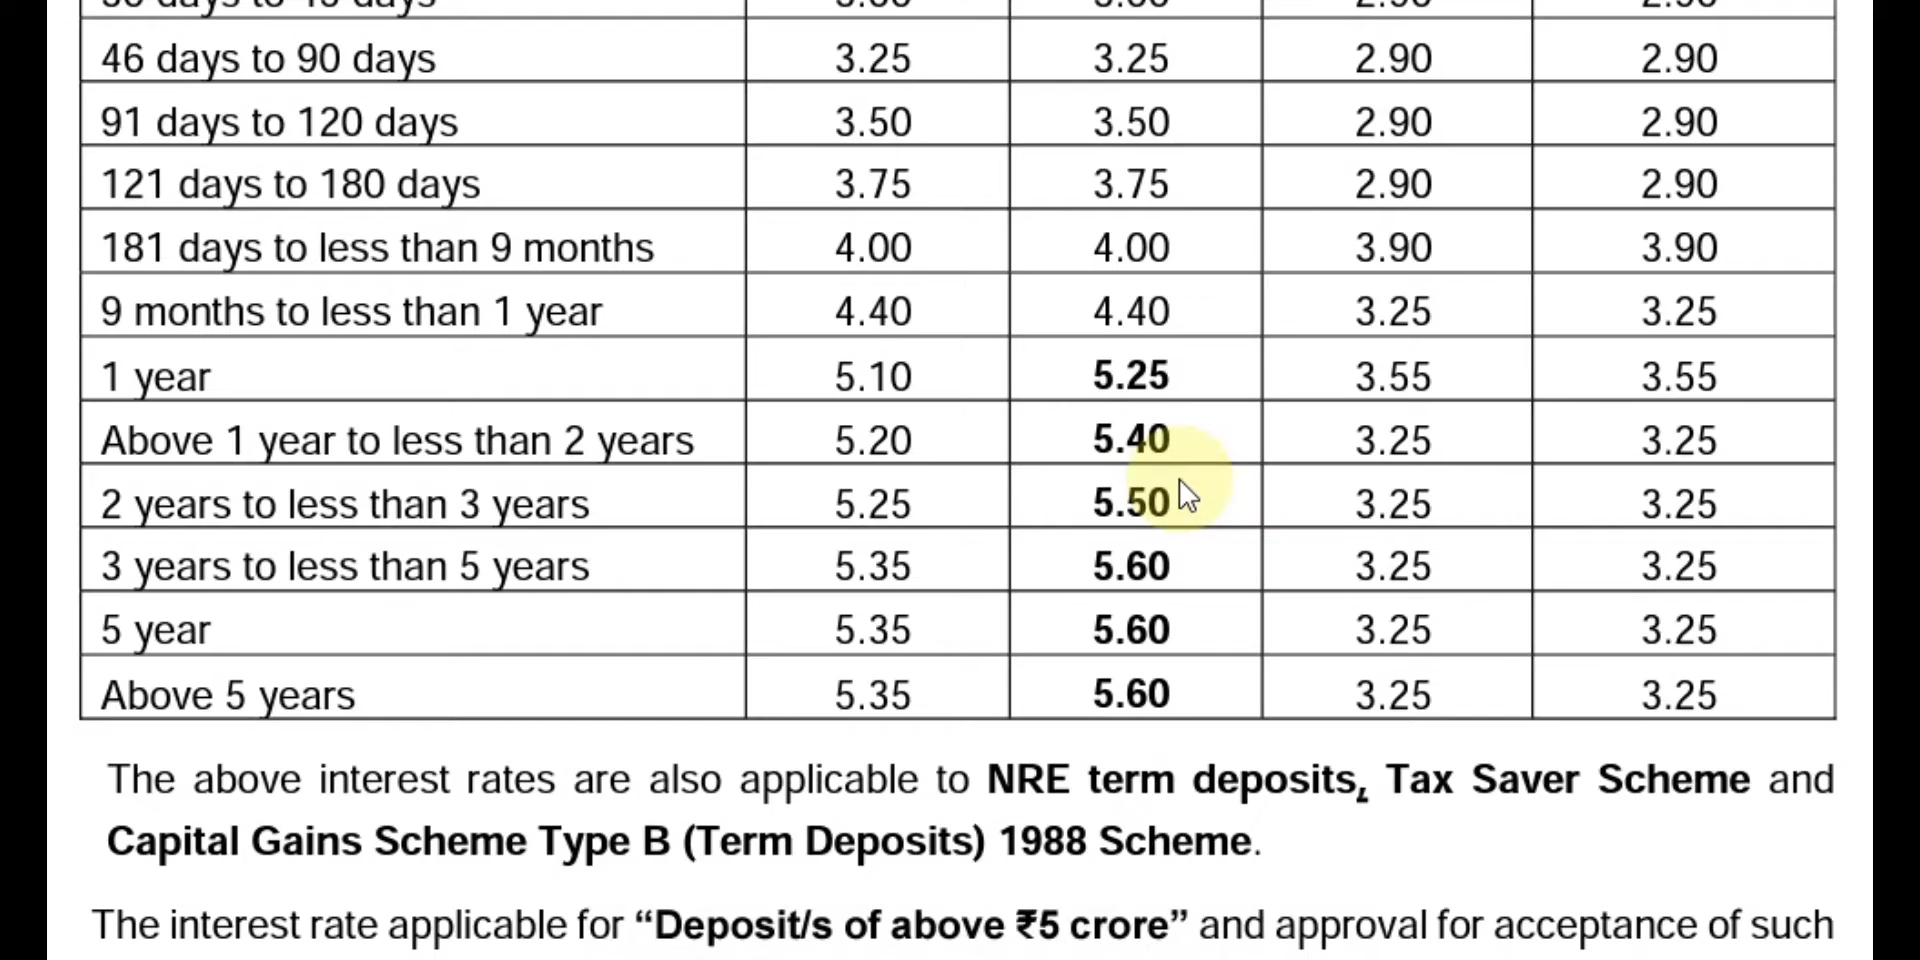 46 days to 90 days 3.25 3.25 2.90 2.90
91 days to 120 days 3.50 3.50 2.90 2.90
121 days to 180 days 3.75 3.75 2.90 2.90
181 days to less than 9 months 4.00 4.00 3.90 3.90
9 months to less than 1 year 4.40 4.40 3.25 3.25
1 year 5.10 5.25 3.55 3.55
Above 1 year to less than 2 years 5.20 5.40 3.25 3.25
2 years to less than 3 years 5.25 5.50 3.25 3.25
3 years to less than 5 years 5.35 5.60 3.25 3.25
5 year 5.35 5.60 3.25 3.25
Above 5 years 5.35 5.60 3.25 3.25
The above interest rates are also applicable to NRE term deposits, Tax Saver Scheme and
Capital Gains Scheme Type B (Term Deposits) 1988 Scheme.
The interest rate applicable for “Deposit/s of above ₹5 crore” and approval for acceptance of such